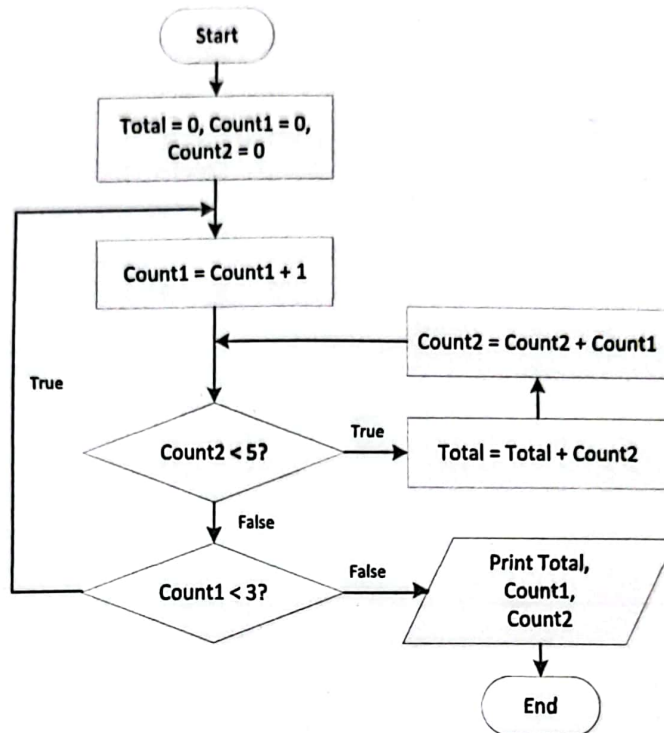 Start
Total = 0, Count1 = 0,
Count2 = 0
Count1 = Count1 + 1
Count2 = Count2 + Count1
True
Count2 < 5?
True
Total = Total + Count2
False
Count1 < 3?
False
Print Total,
Count1,
Count2
End